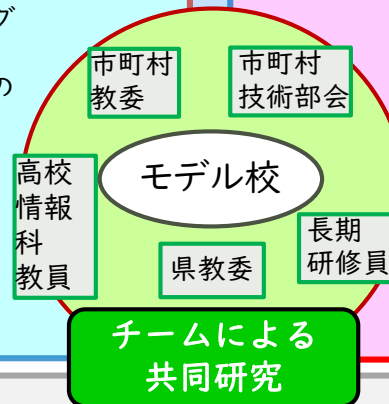 グ
の
市町村
教委
市町村
技術部会
モデル校
高校
情報
科
教員
県教委
長期
研修員
チームによる
共同研究